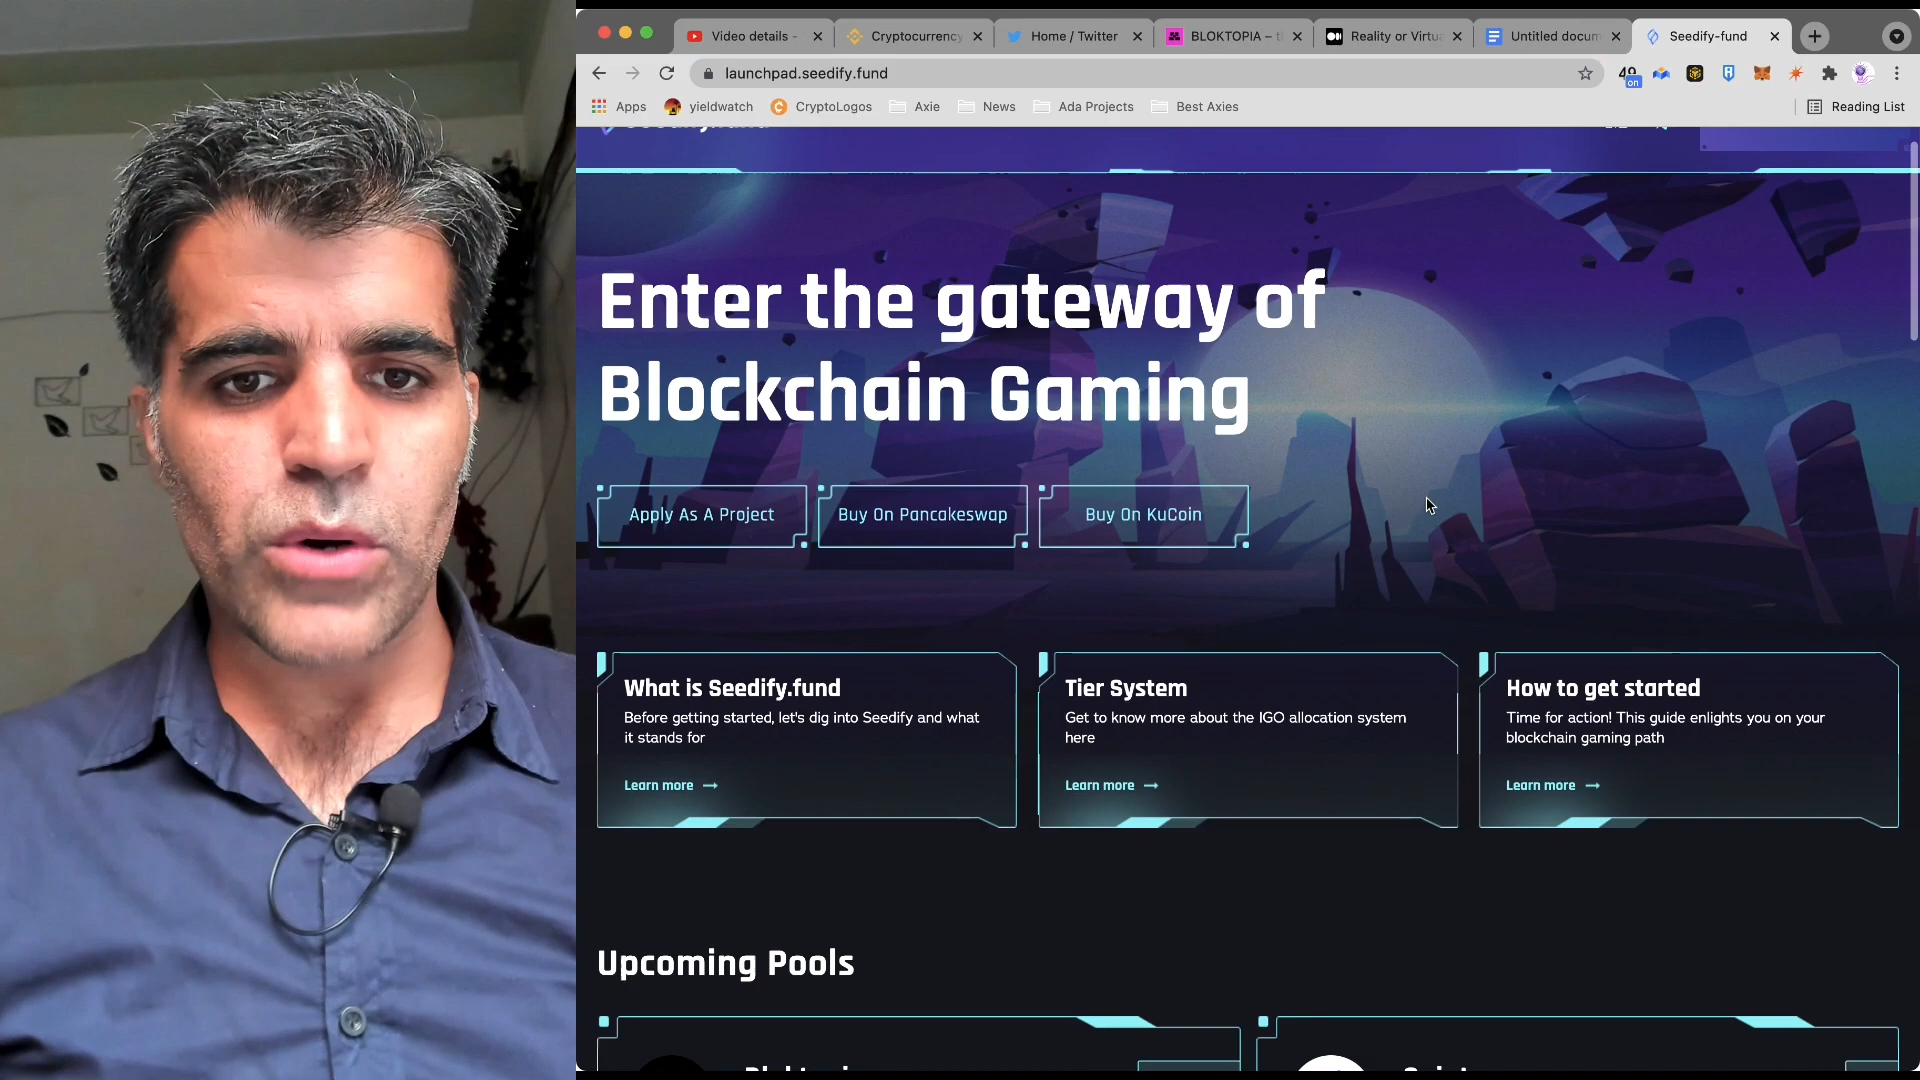 Video details -
Cryptocurrency
Home / Twitter
BLOKTOPIA – t
Reality or Virtua
Untitled docum
Seedify-fund
launchpad.seedify.fund
on
Apps
yieldwatch
CryptoLogos
Axie
News
Ada Projects
Best Axies
Reading List
Enter the gateway of
Blockchain Gaming
Apply As A Project
Buy On Pancakeswap
Buy On KuCoin
What is Seedify.fund
Before getting started, let's dig into Seedify and what
it stands for
Learn more
Tier System
Get to know more about the IGO allocation system
here
Learn more
How to get started
Time for action! This guide enlights you on your
blockchain gaming path
Learn more
Upcoming Pools